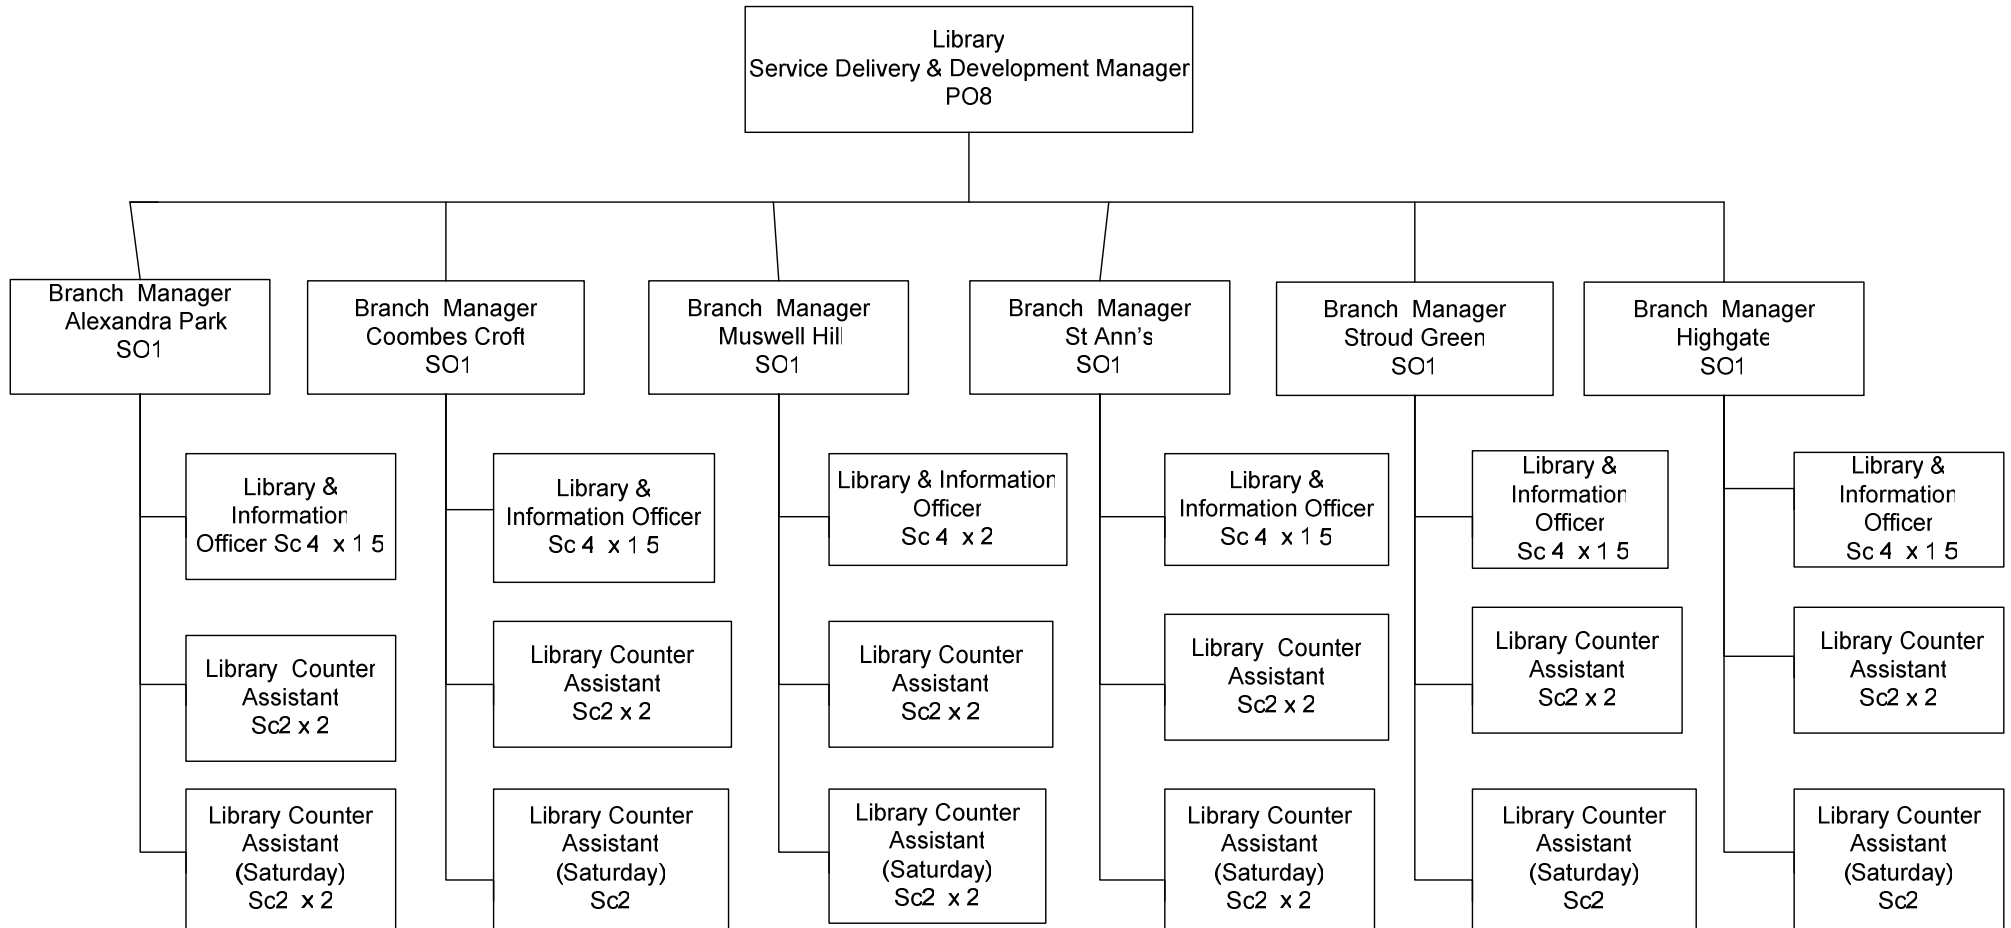 Library
Service Delivery & Development Manager
PO8
Branch Manager
Alexandra Park
SO1
Branch Manager
Coombes Croft
SO1
Branch Manager
Muswell Hill
SO1
Branch Manager
St Ann's
SO1
Branch Manager
Stroud Green
SO1
Branch Manager
Highgate
SO1
Library &
Information
Officer Sc 4 x 1 5
Library &
Information Officer
Sc 4 x 1 5
Library & Information
Officer
Sc 4 x 2
Library &
Information Officer
Sc 4 x 1 5
Library &
Information
Officer
Sc 4 x 1 5
Library &
Information
Officer
Sc 4 x 1 5
Library Counter
Assistant
Sc2 x 2
Library Counter
Assistant
Sc2 x 2
Library Counter
Assistant
Sc2 x 2
Library Counter
Assistant
Sc2 x 2
Library Counter
Assistant
Sc2 x 2
Library Counter
Assistant
Sc2 x 2
Library Counter
Assistant
(Saturday)
Sc2 x 2
Library Counter
Assistant
(Saturday)
Sc2
Library Counter
Assistant
(Saturday)
Sc2 x 2
Library Counter
Assistant
(Saturday)
Sc2 x 2
Library Counter
Assistant
(Saturday)
Sc2
Library Counter
Assistant
(Saturday)
Sc2